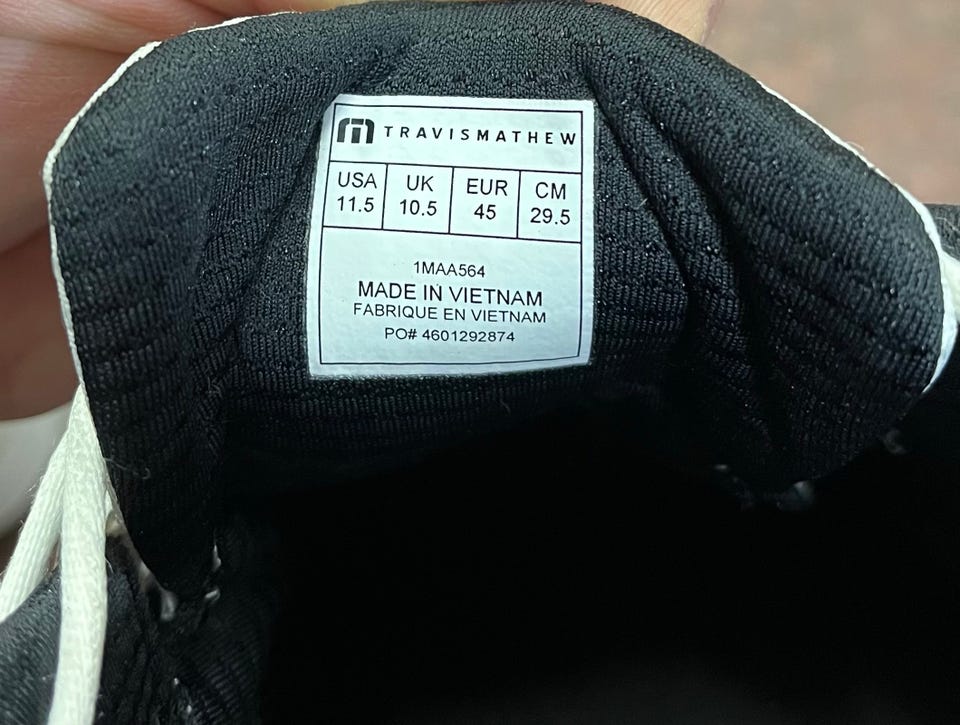 TRAVISMATHEW
USA UK EUR CM
11.5 10.5 45 29.5
1MAA564
MADE IN VIETNAM
FABRIQUE EN VIETNAM
PO# 4601292874